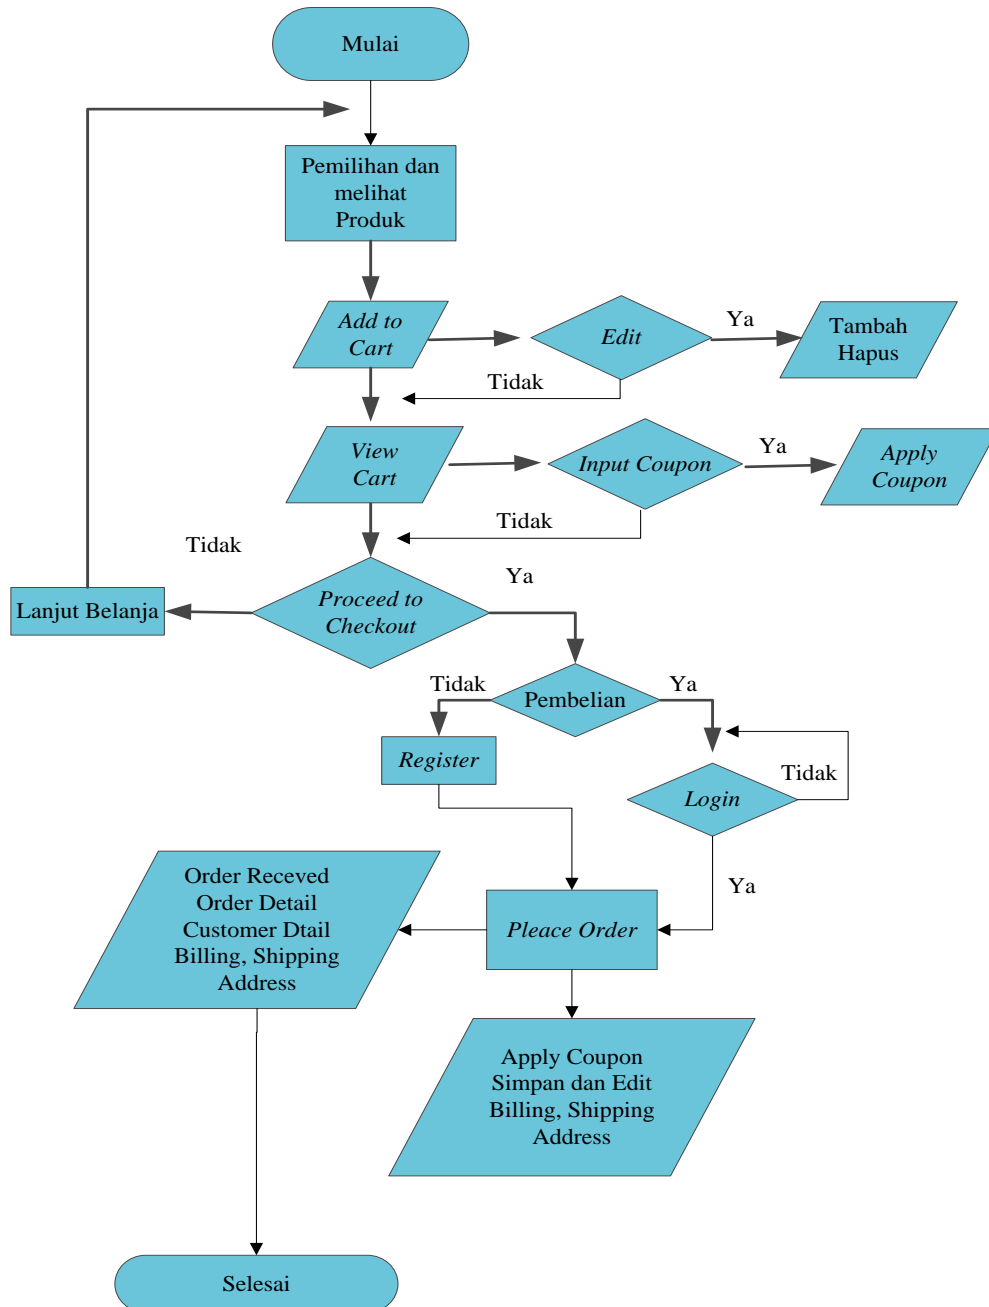 Mulai
Pemilihan dan
melihat
Produk
Add to
Cart
Edit
Ya
Tambah
Hapus
Tidak
View
Cart
Input Coupon
Ya
Apply
Coupon
Tidak
Tidak
Ya
Lanjut Belanja
Proceed to
Checkout
Tidak
Pembelian
Ya
Register
Tidak
Login
Ya
Order Receved
Order Detail
Customer Dtail
Billing, Shipping
Address
Pleace Order
Apply Coupon
Simpan dan Edit
Billing, Shipping
Address
Selesai